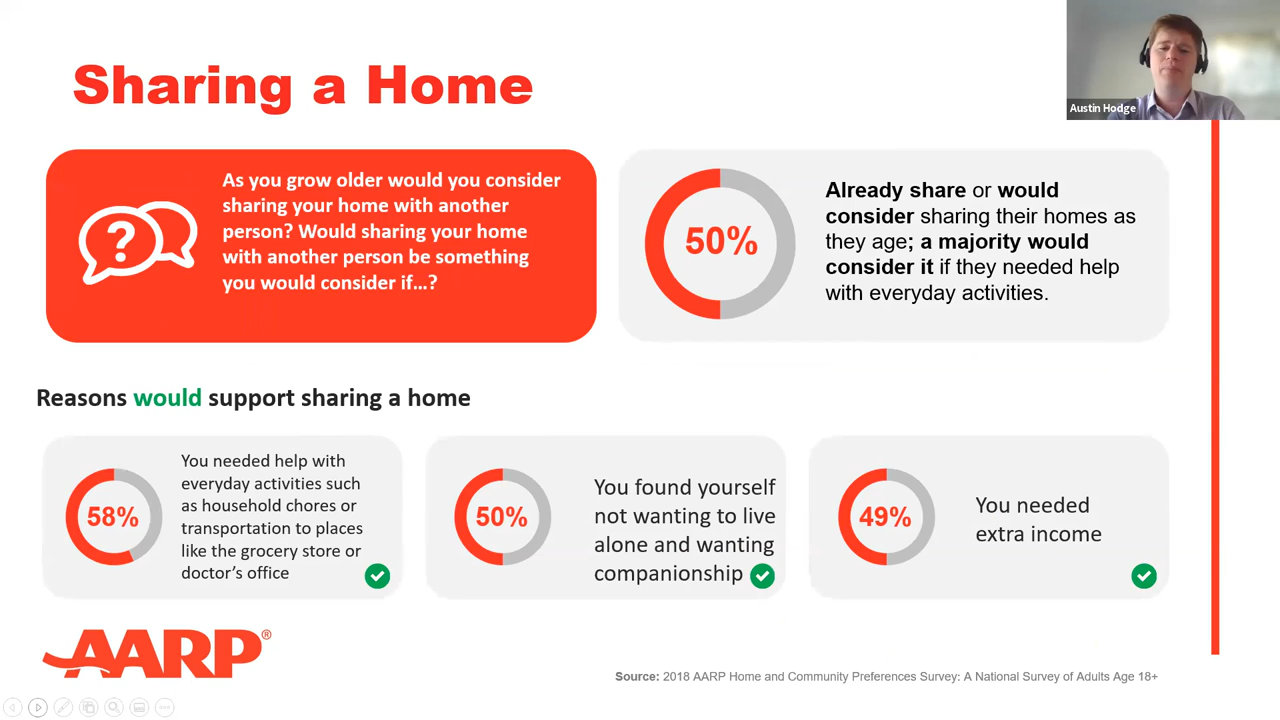 Sharing a Home
Austin Hodge
?
As you grow older would you consider
sharing your home with another
person? Would sharing your home
with another person be something
you would consider if...?
50%
Already share or would
consider sharing their homes as
they age; a majority would
consider it if they needed help
with everyday activities.
Reasons would support sharing a home
58%
You needed help with
everyday activities such
as household chores or
transportation to places
like the grocery store or
doctor's office
50%
You found yourself
not wanting to live
alone and wanting
companionship
49%
You needed
extra income
AARP®
Source: 2018 AARP Home and Community Preferences Survey: A National Survey of Adults Age 18+